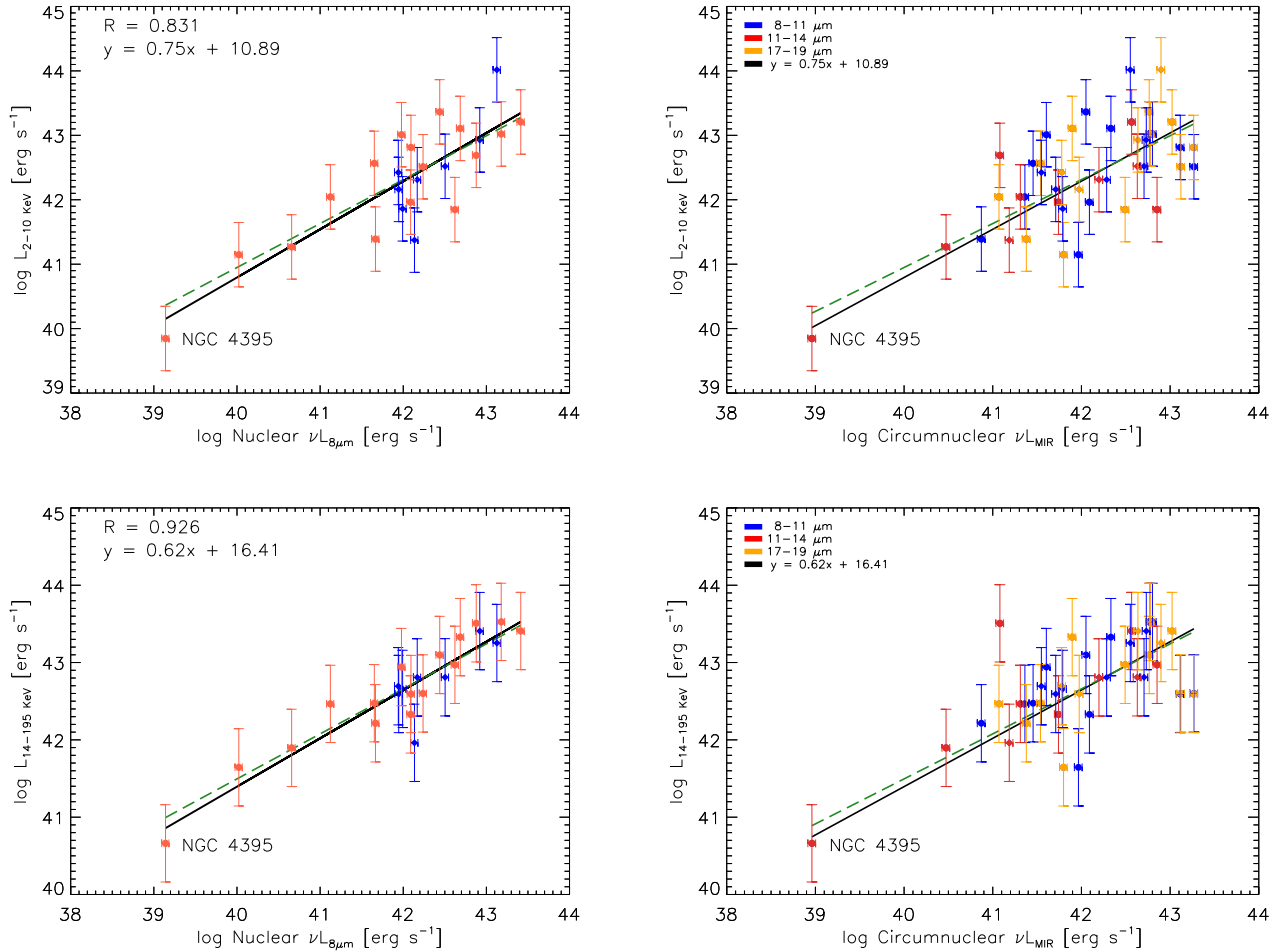 R = 0.831
y = 0.75x + 10.89
45
44
43
42
41
40
39
log L2−10 KeV [erg s−1]
NGC 4395
38 39 40 41 42 43 44
log Nuclear νL8μm [erg s−1]
8−11 μm
11−14 μm
17−19 μm
y = 0.75x + 10.89
45
44
43
42
41
40
39
log L2−10 KeV [erg s−1]
NGC 4395
38 39 40 41 42 43 44
log Circumnuclear νLMIR [erg s−1]
R = 0.926
y = 0.62x + 16.41
45
44
43
42
41
40
log L14−195 KeV [erg s−1]
NGC 4395
38 39 40 41 42 43 44
log Nuclear νL8μm [erg s−1]
8−11 μm
11−14 μm
17−19 μm
y = 0.62x + 16.41
45
44
43
42
41
40
log L14−195 KeV [erg s−1]
NGC 4395
38 39 40 41 42 43 44
log Circumnuclear νLMIR [erg s−1]